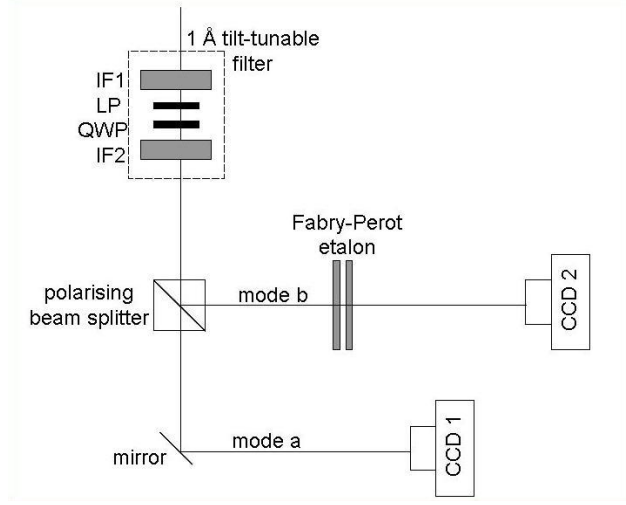 1 Å tilt-tunable
filter
IF1
LP
QWP
IF2
Fabry-Perot
etalon
polarising
beam splitter
mode b
CCD 2
mirror
mode a
CCD 1